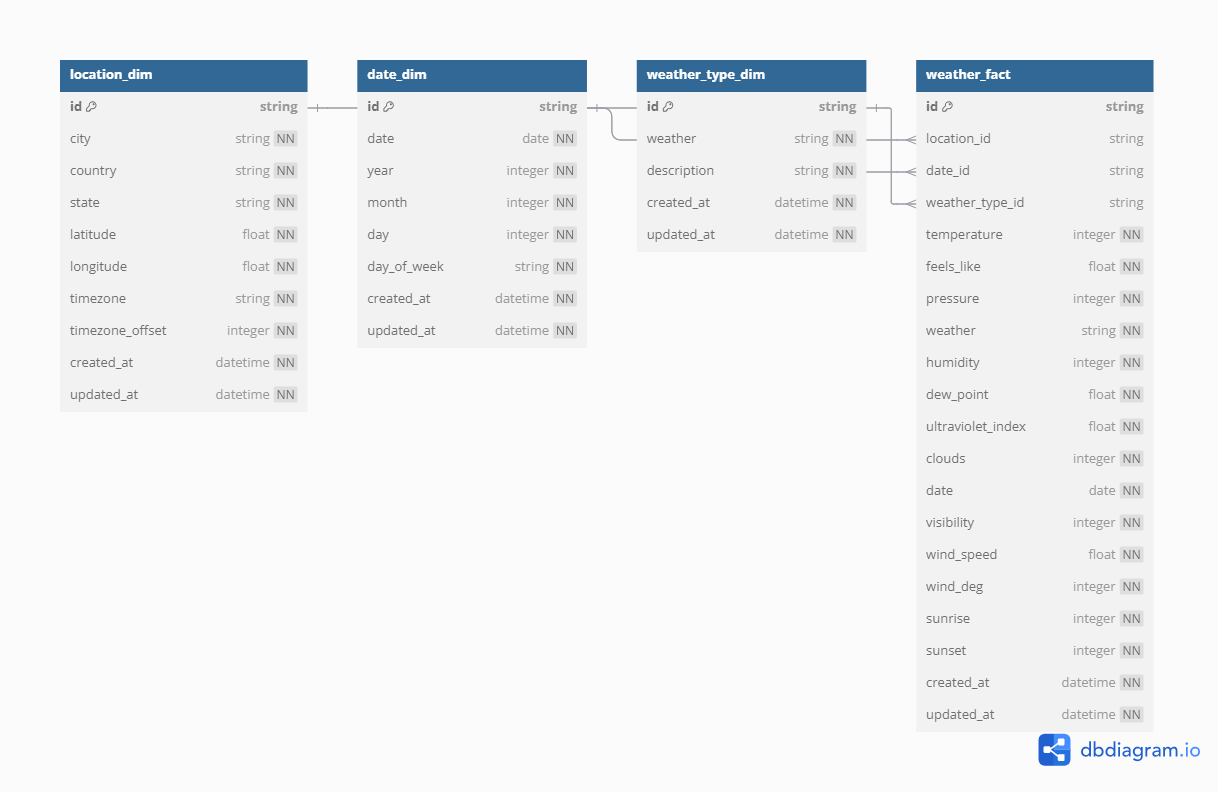 location_dim
id string
city string NN
country string NN
state string NN
latitude float NN
longitude float NN
timezone string NN
timezone_offset integer NN
created_at datetime NN
updated_at datetime NN
date_dim
id string
date date NN
year integer NN
month integer NN
day integer NN
day_of_week string NN
created_at datetime NN
updated_at datetime NN
weather_type_dim
id string
weather string NN
description string NN
created_at datetime NN
updated_at datetime NN
weather_fact
id string
location_id string
date_id string
weather_type_id string
temperature integer NN
feels_like float NN
pressure integer NN
weather string NN
humidity integer NN
dew_point float NN
ultraviolet_index float NN
clouds integer NN
date date NN
visibility integer NN
wind_speed float NN
wind_deg integer NN
sunrise integer NN
sunset integer NN
created_at datetime NN
updated_at datetime NN
dbdiagram.io